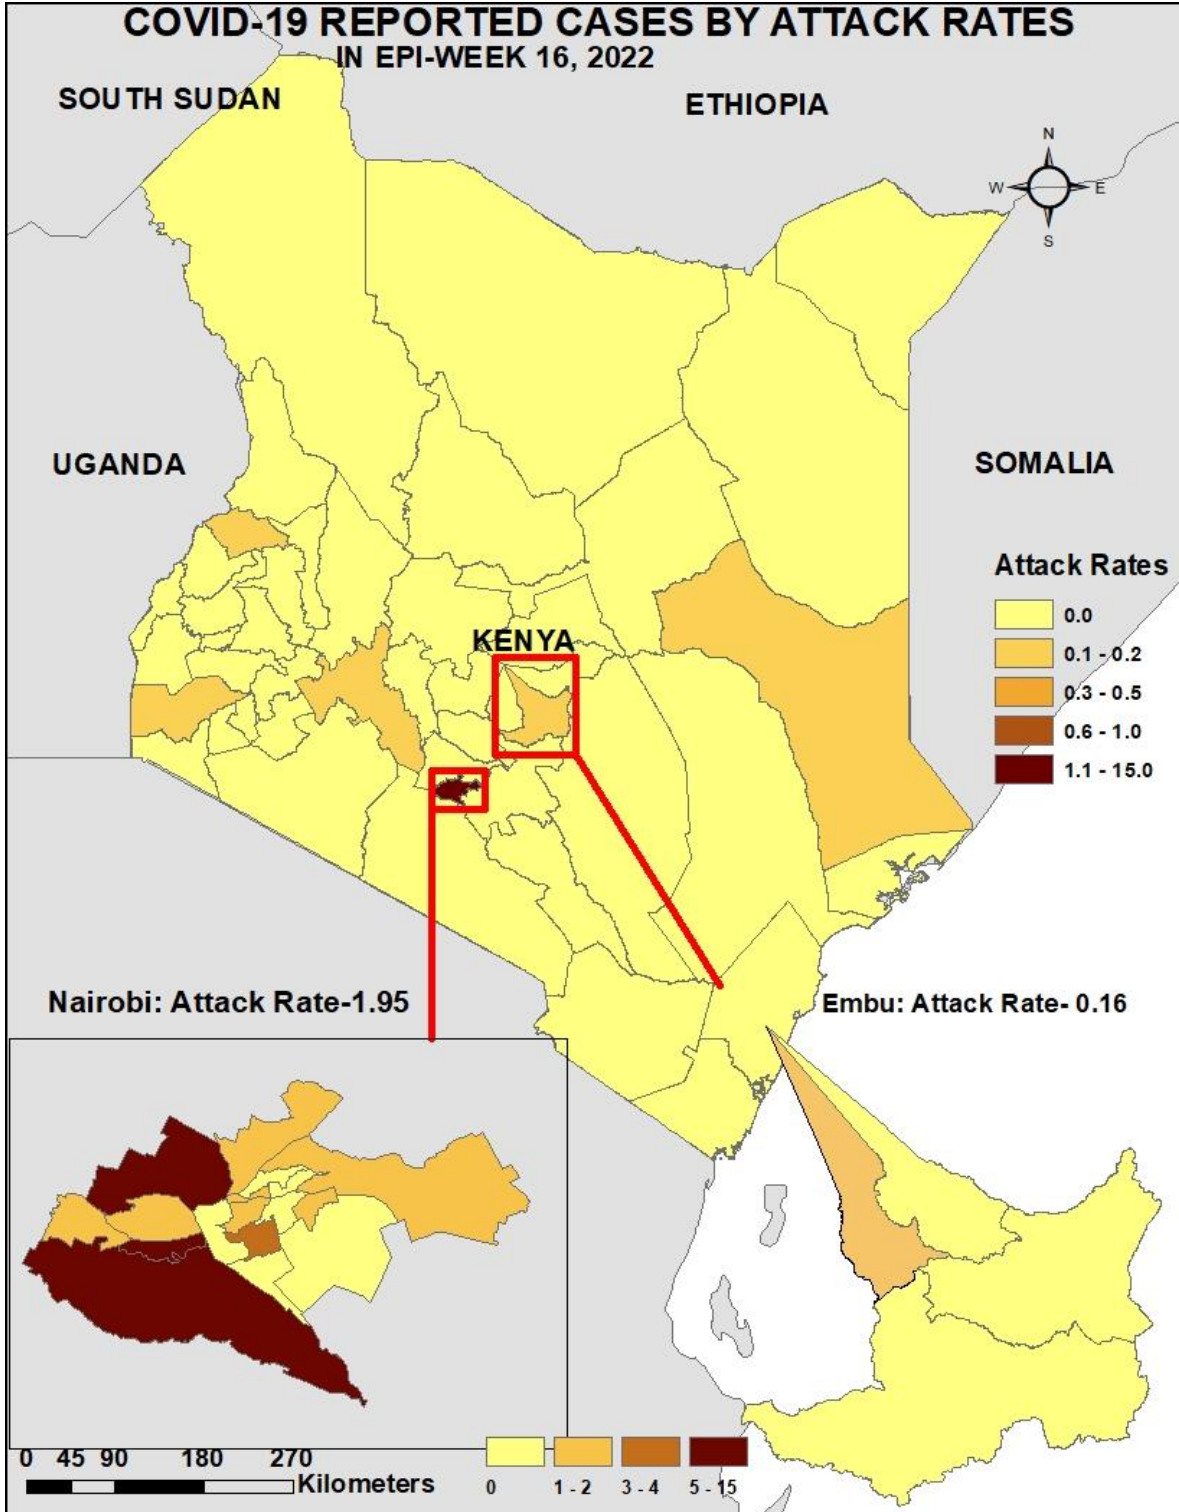 COVID-19 REPORTED CASES BY ATTACK RATES
IN EPI-WEEK 16, 2022
SOUTH SUDAN
ETHIOPIA
N
W E
S
UGANDA
SOMALIA
Attack Rates
0.0
0.1 - 0.2
0.3 - 0.5
0.6 - 1.0
1.1 - 15.0
KENYA
Nairobi: Attack Rate-1.95
Embu: Attack Rate- 0.16
0 45 90 180 270
Kilometers
0 1 - 2 3 - 4 5 - 15